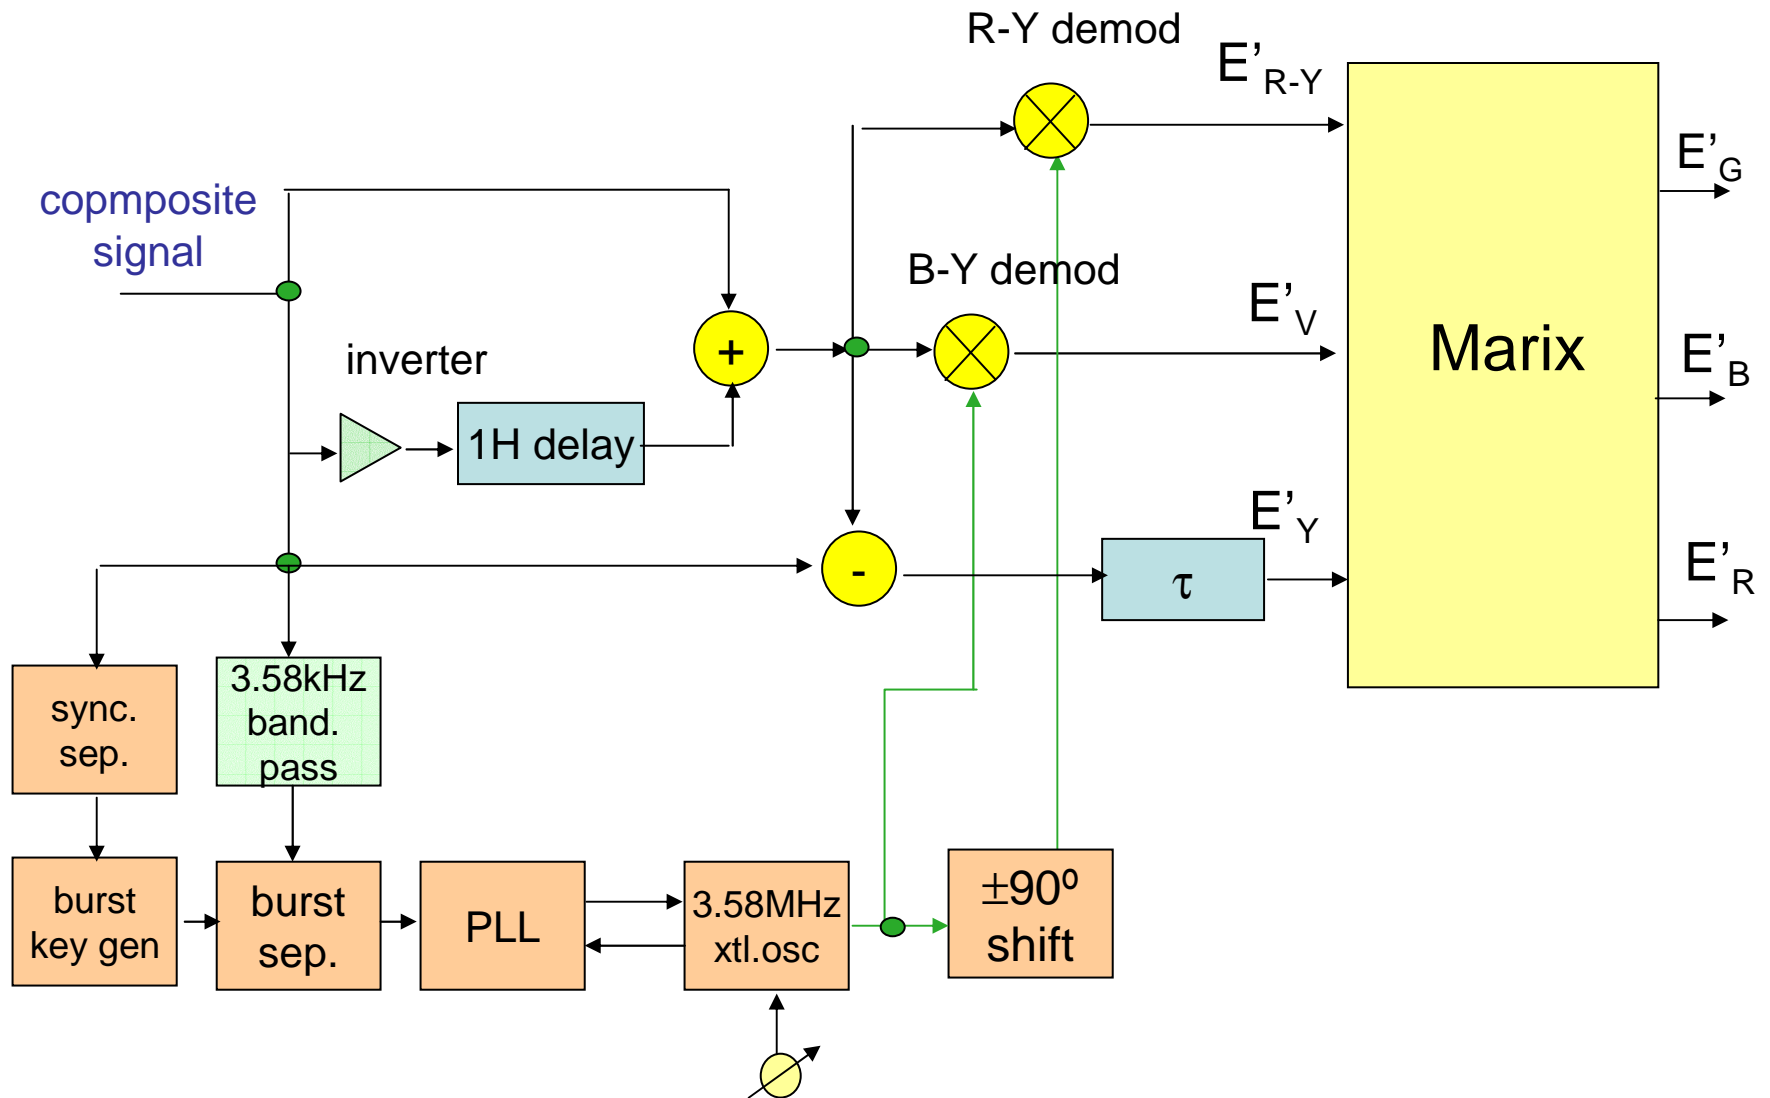 R-Y demod
E’R-Y
E’G
copmposite
signal
B-Y demod
E’V
inverter
+
Marix
E’B
1H delay
E’Y
-
τ
E’R
3.58kHz
band.
pass
sync.
sep.
burst
key gen
burst
sep.
PLL
3.58MHz
xtl.osc
±90º
shift